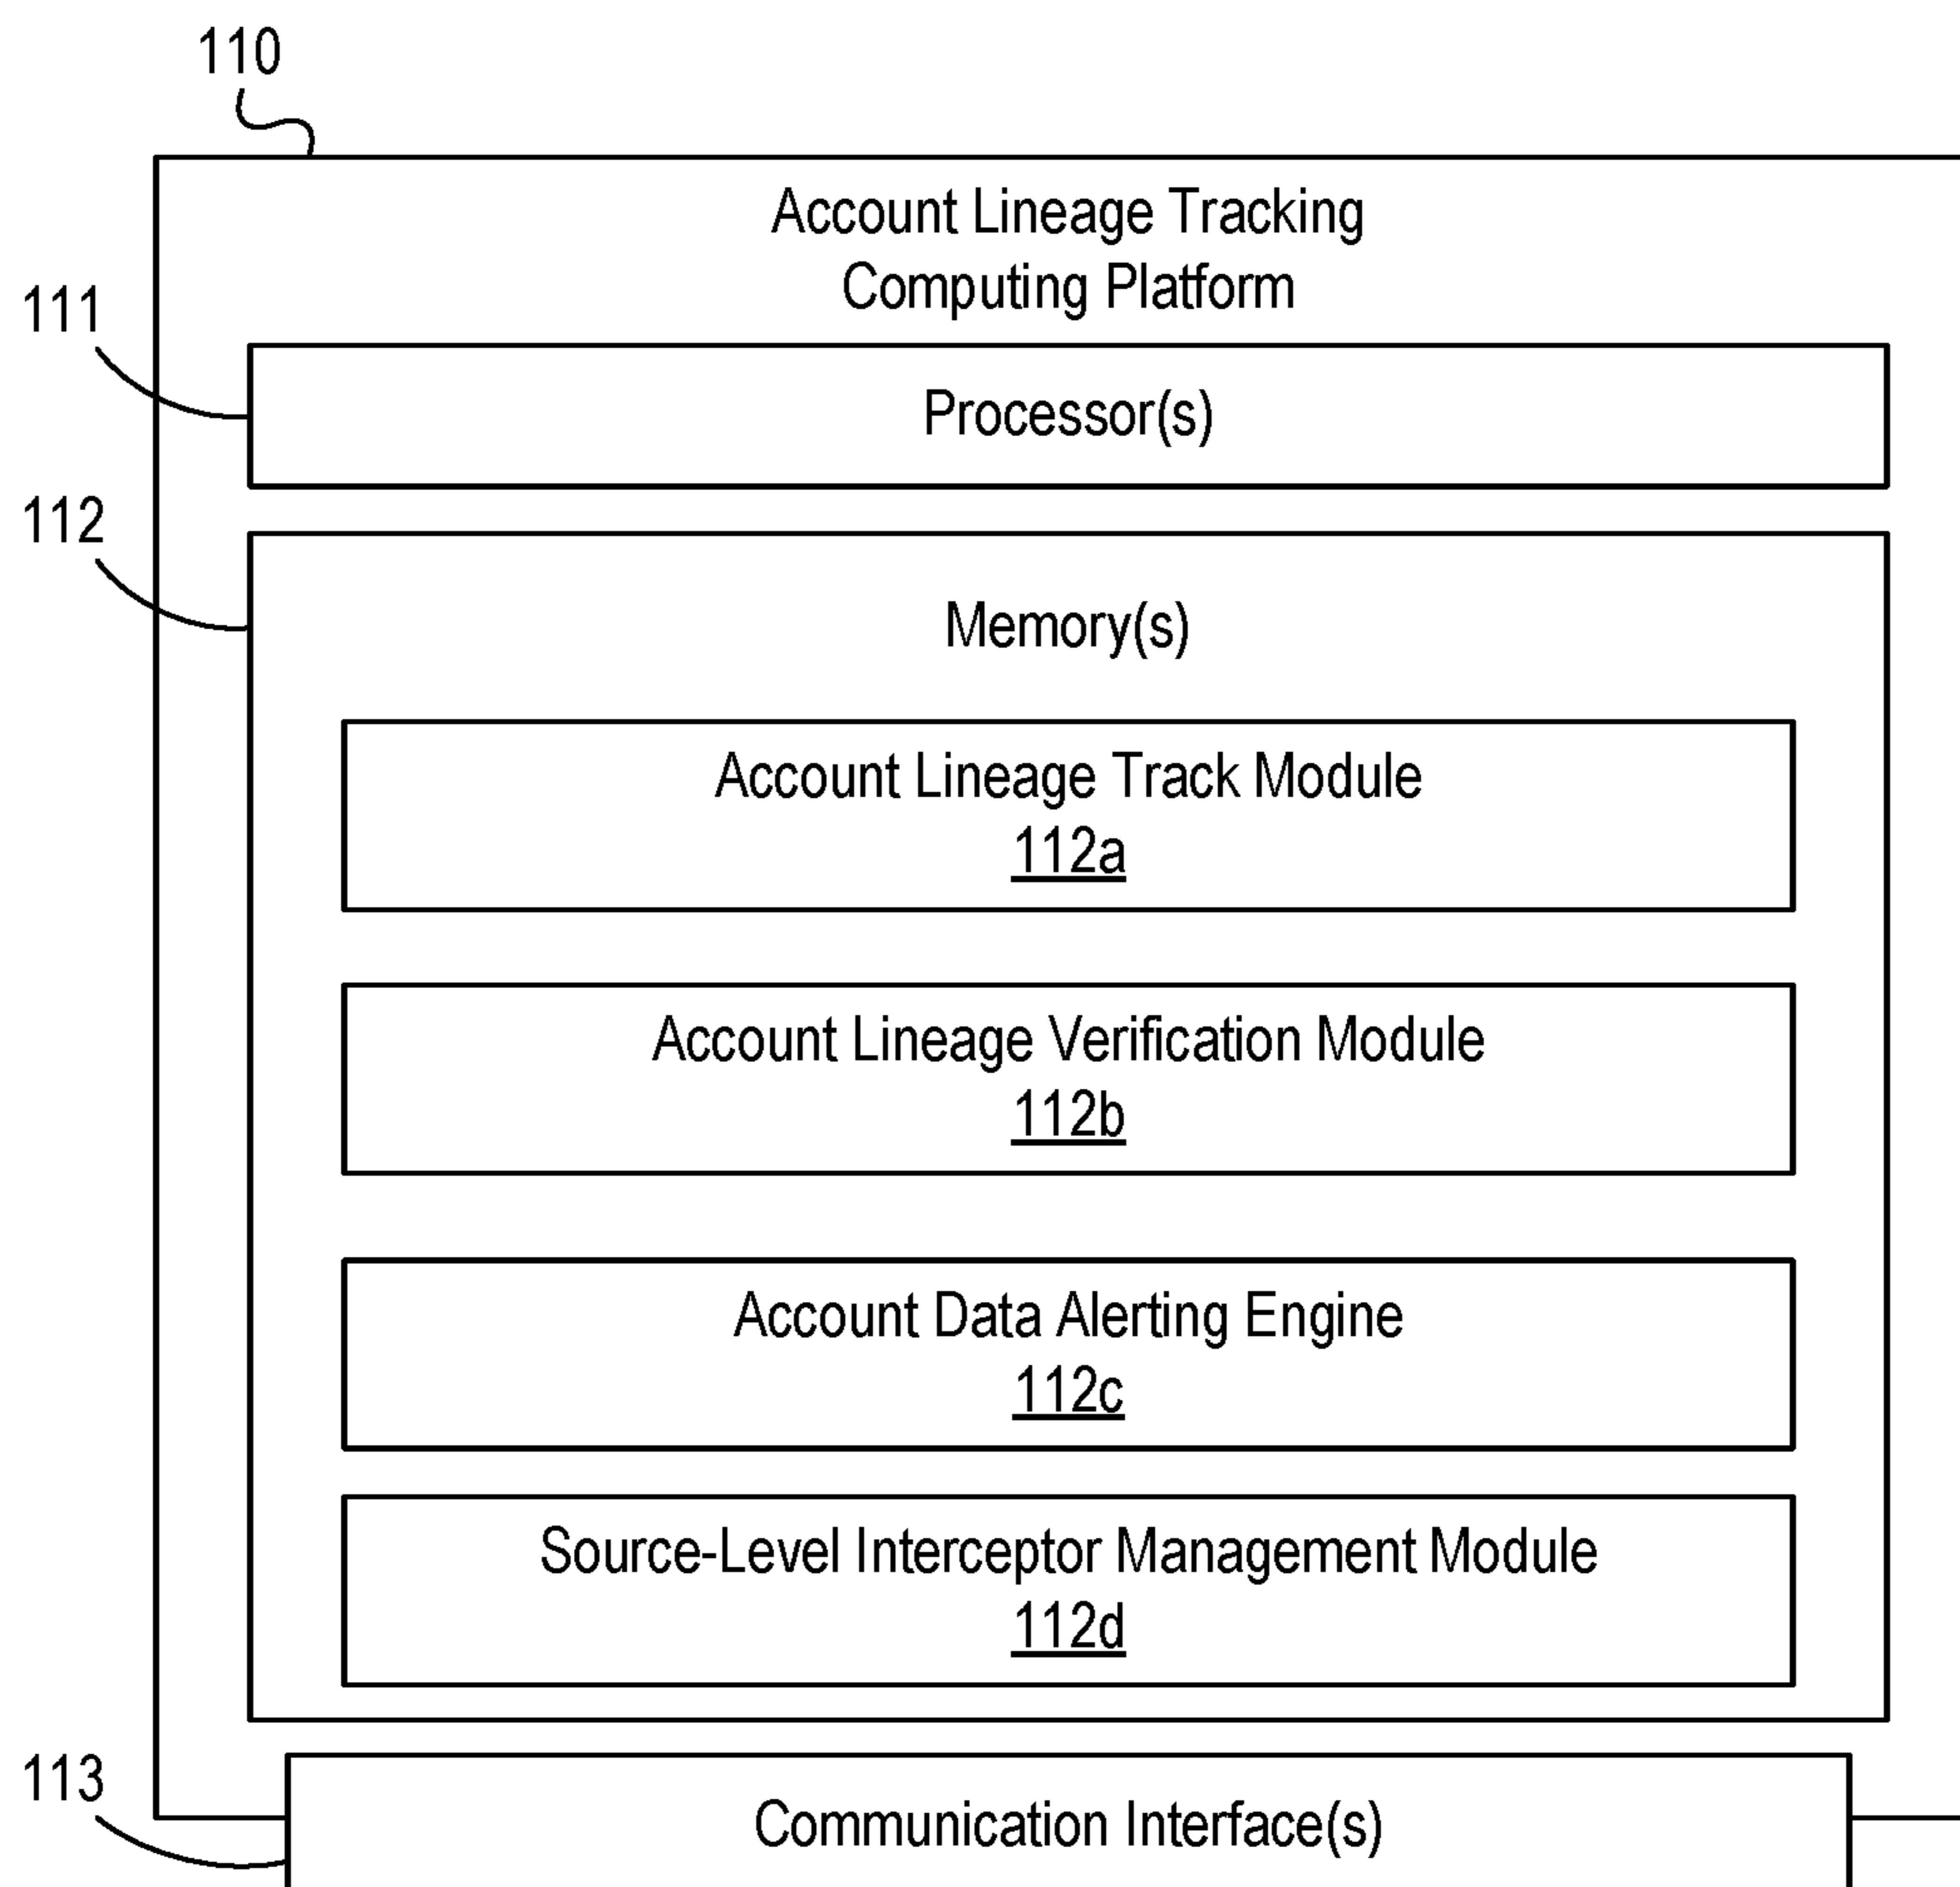 110
Account Lineage Tracking
Computing Platform
111
Processor(s)
112
Memory(s)
Account Lineage Track Module
112a
Account Lineage Verification Module
112b
Account Data Alerting Engine
112c
Source-Level Interceptor Management Module
112d
113
Communication Interface(s)